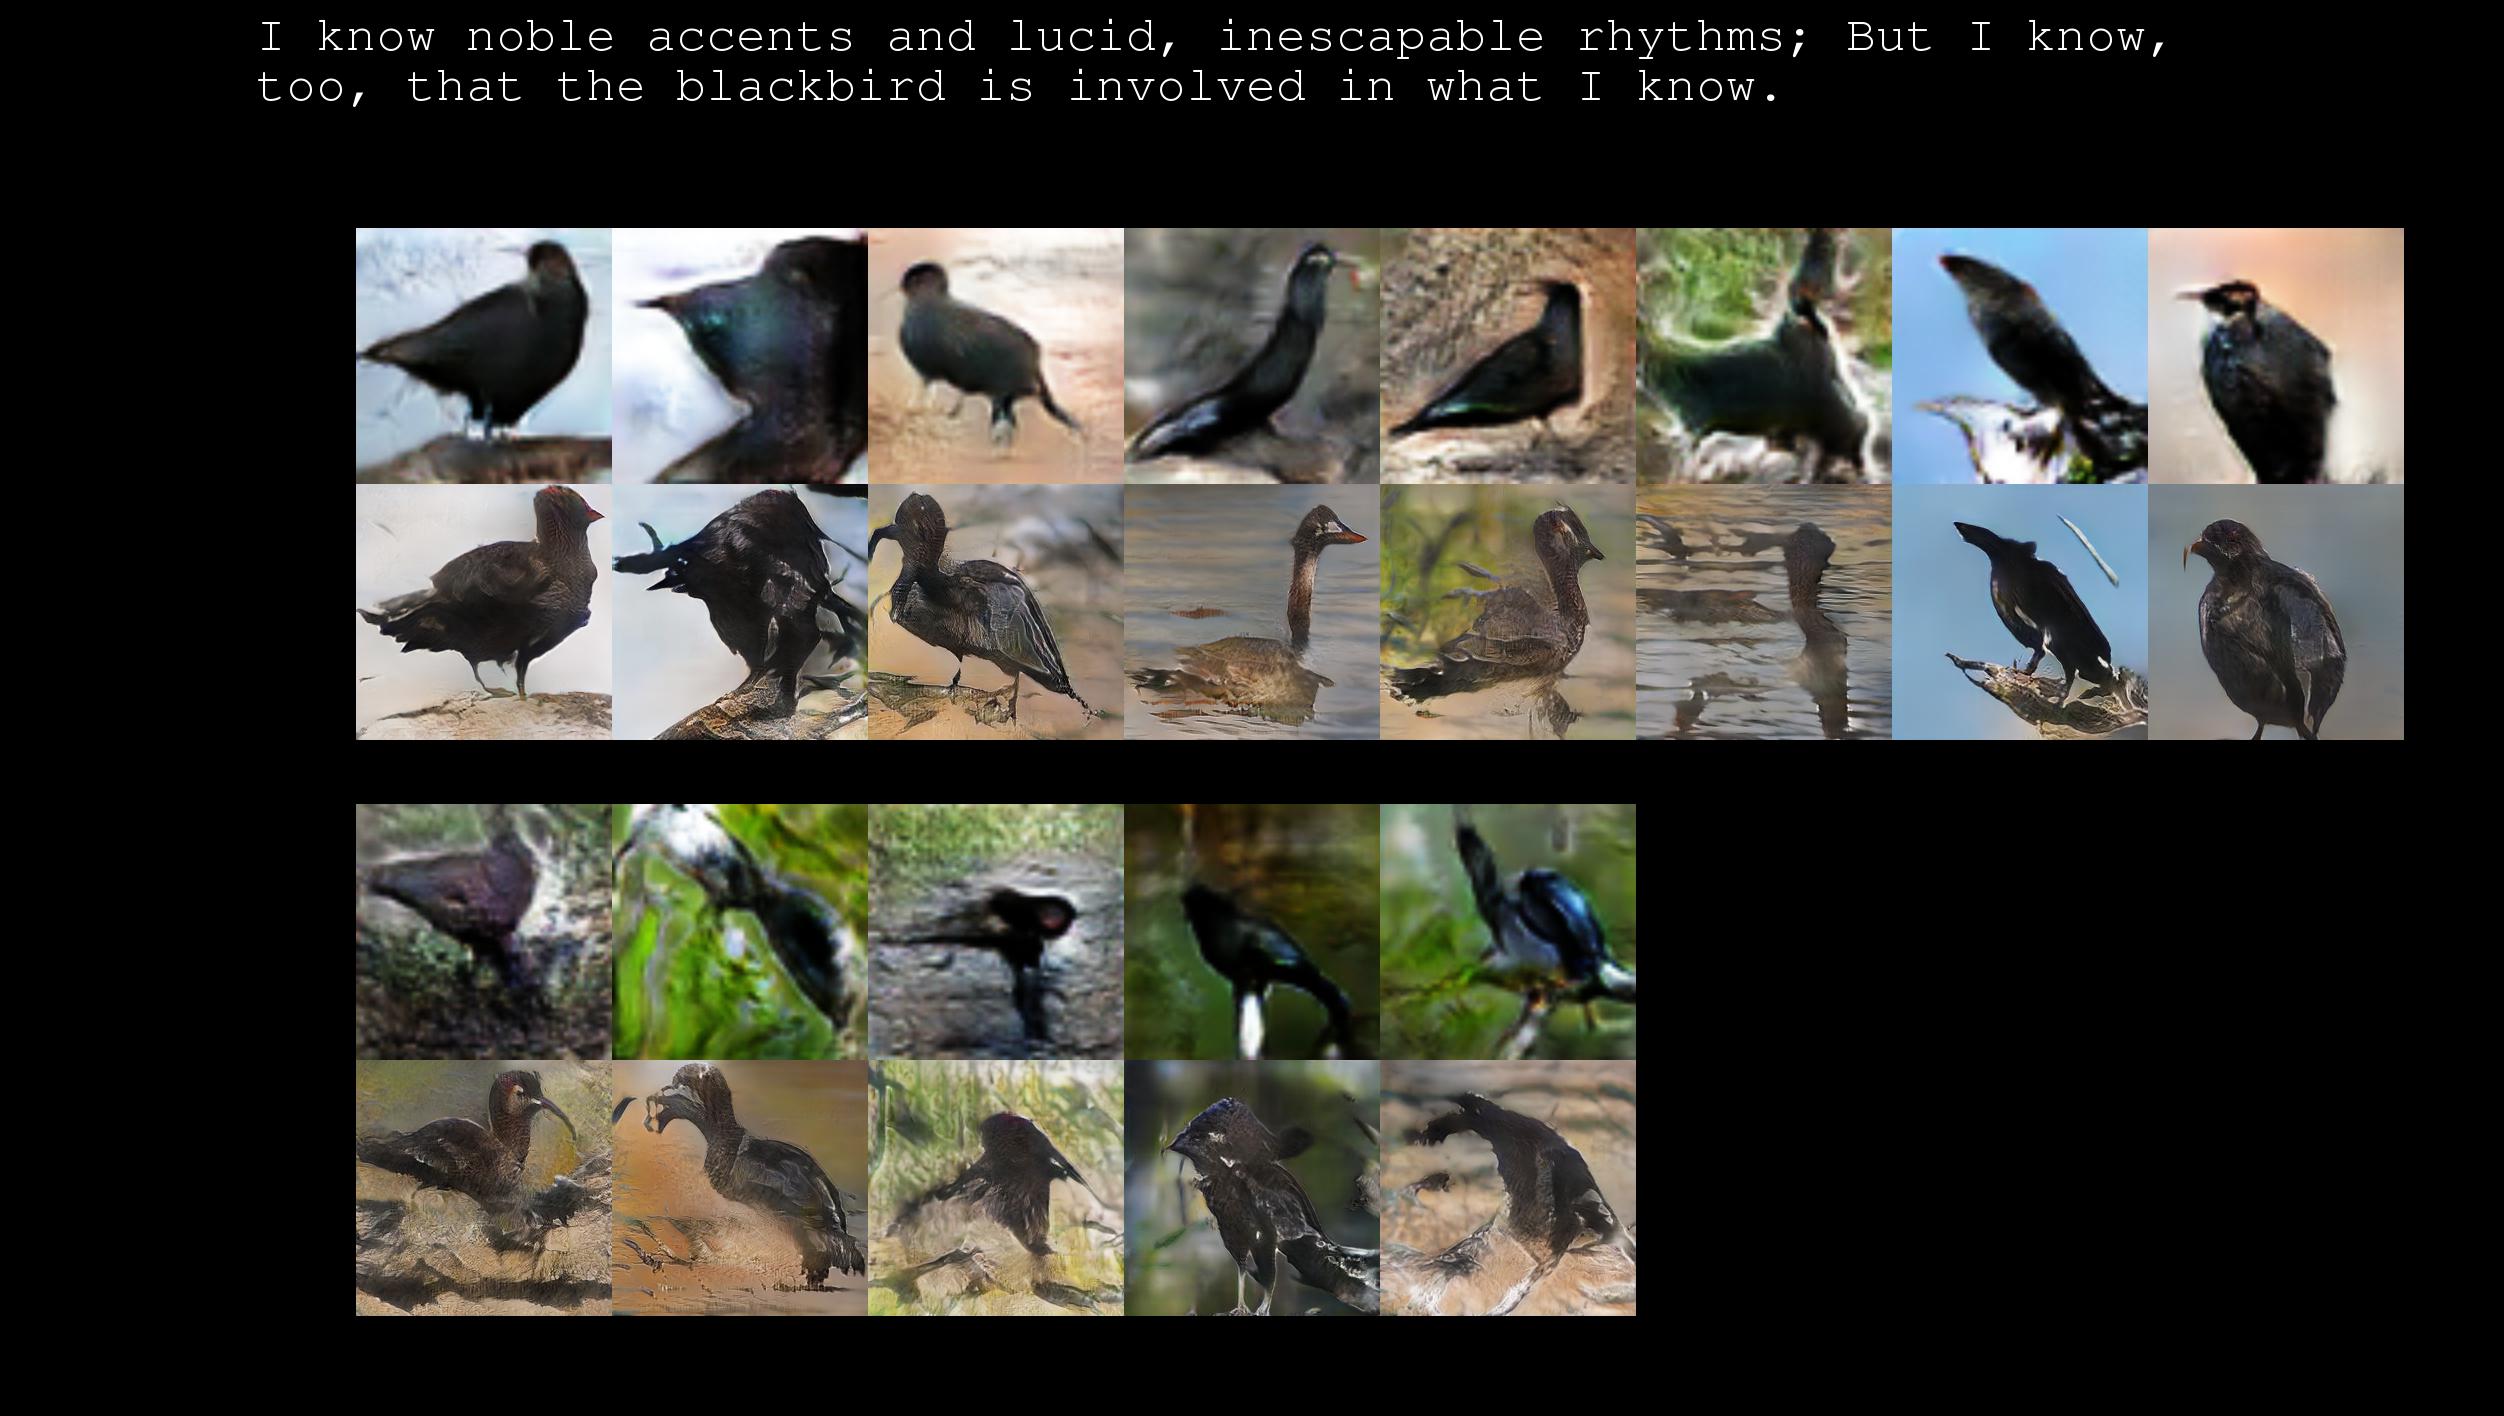 I know noble accents and lucid, inescapable rhythms; But I know,
too, that the blackbird is involved in what I know.